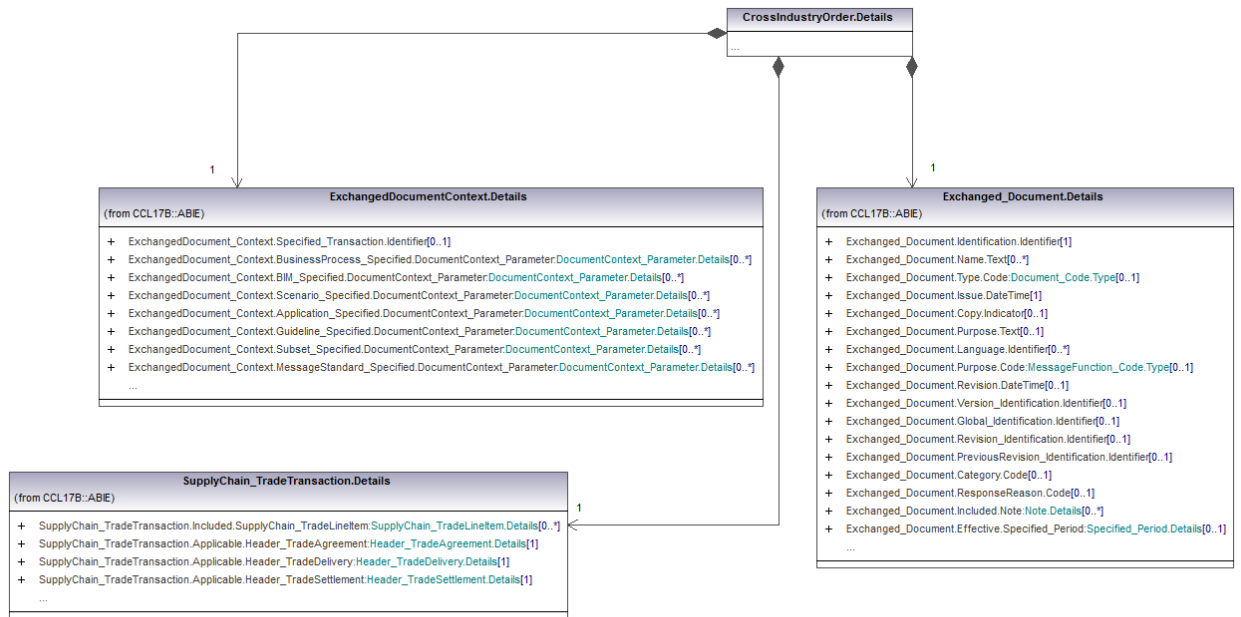 CrossIndustryOrder.Details
...
1
1
ExchangedDocumentContext.Details
(from CCL17B::ABIE)
+ ExchangedDocument_Context.Specified_Transaction.Identifier[0..1]
+ ExchangedDocument_Context.BusinessProcess_Specified.DocumentContext_Parameter:DocumentContext_Parameter.Details[0..*]
+ ExchangedDocument_Context.BIM_Specified.DocumentContext_Parameter:DocumentContext_Parameter.Details[0..*]
+ ExchangedDocument_Context.Scenario_Specified.DocumentContext_Parameter:DocumentContext_Parameter.Details[0..*]
+ ExchangedDocument_Context.Application_Specified.DocumentContext_Parameter:DocumentContext_Parameter.Details[0..*]
+ ExchangedDocument_Context.Guideline_Specified.DocumentContext_Parameter:DocumentContext_Parameter.Details[0..*]
+ ExchangedDocument_Context.Subset_Specified.DocumentContext_Parameter:DocumentContext_Parameter.Details[0..*]
+ ExchangedDocument_Context.MessageStandard_Specified.DocumentContext_Parameter:DocumentContext_Parameter.Details[0..*]
...
Exchanged_Document.Details
(from CCL17B::ABIE)
+ Exchanged_Document.Identification.Identifier[1]
+ Exchanged_Document.Name.Text[0..*]
+ Exchanged_Document.Type.Code:Document_Code.Type[0..1]
+ Exchanged_Document.Issue.DateTime[1]
+ Exchanged_Document.Copy.Indicator[0..1]
+ Exchanged_Document.Purpose.Text[0..1]
+ Exchanged_Document.Language.Identifier[0..*]
+ Exchanged_Document.Purpose.Code:MessageFunction_Code.Type[0..1]
+ Exchanged_Document.Revision.DateTime[0..1]
+ Exchanged_Document.Version_Identification.Identifier[0..1]
+ Exchanged_Document.Global_Identification.Identifier[0..1]
+ Exchanged_Document.Revision_Identification.Identifier[0..1]
+ Exchanged_Document.PreviousRevision_Identification.Identifier[0..1]
+ Exchanged_Document.Category.Code[0..1]
+ Exchanged_Document.ResponseReason.Code[0..1]
+ Exchanged_Document.Included.Note:Note.Details[0..*]
+ Exchanged_Document.Effective.Specified_Period:Specified_Period.Details[0..1]
...
SupplyChain_TradeTransaction.Details
(from CCL17B::ABIE)
1
+ SupplyChain_TradeTransaction.Included.SupplyChain_TradeLineItem:SupplyChain_TradeLineItem.Details[0..*]
+ SupplyChain_TradeTransaction.Applicable.Header_TradeAgreement:Header_TradeAgreement.Details[1]
+ SupplyChain_TradeTransaction.Applicable.Header_TradeDelivery:Header_TradeDelivery.Details[1]
+ SupplyChain_TradeTransaction.Applicable.Header_TradeSettlement:Header_TradeSettlement.Details[1]
...